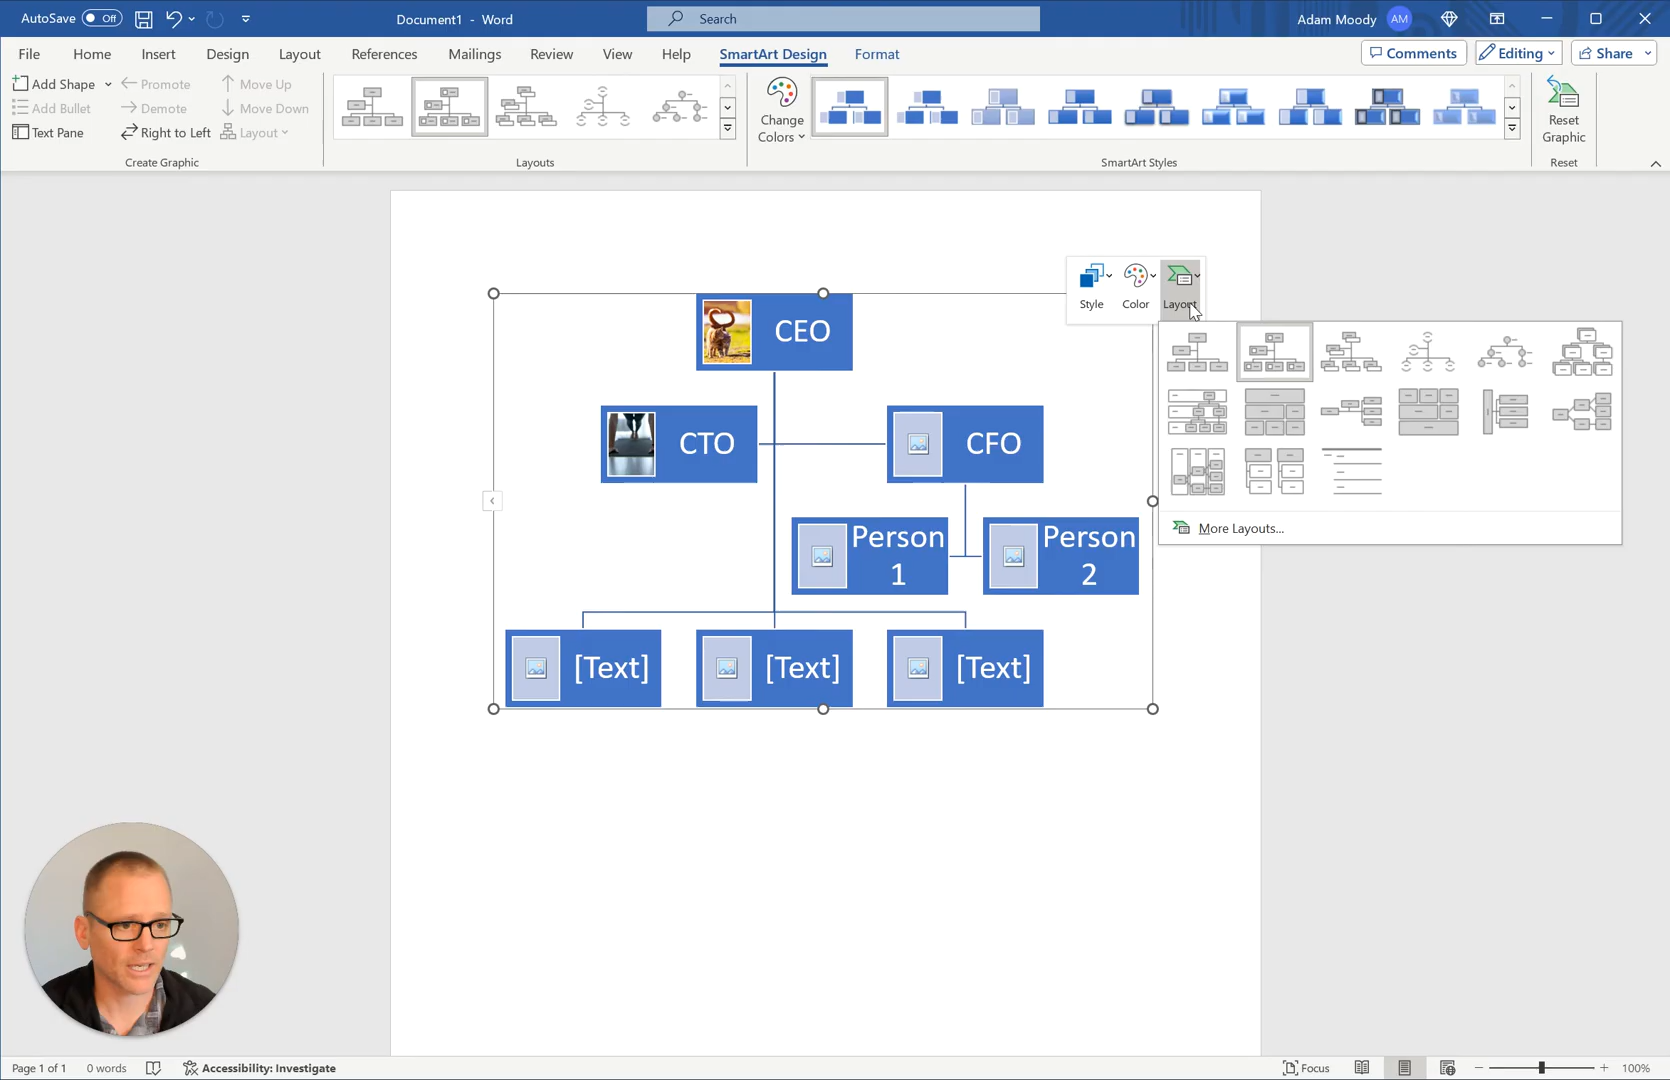 AutoSave Off
Document1 - Word
Search
Adam Moody AM
File Home Insert Design Layout References Mailings Review View Help SmartArt Design Format
Comments Editing Share
Add Shape Promote Move Up
Add Bullet Demote Move Down
Text Pane Right to Left Layout
Create Graphic
Layouts
Change
Colors
SmartArt Styles
Reset
Graphic
Reset
Style Color Layout
More Layouts...
CEO
CTO CFO
Person
1
Person
2
[Text] [Text] [Text]
Page 1 of 1 0 words Accessibility: Investigate Focus 100%